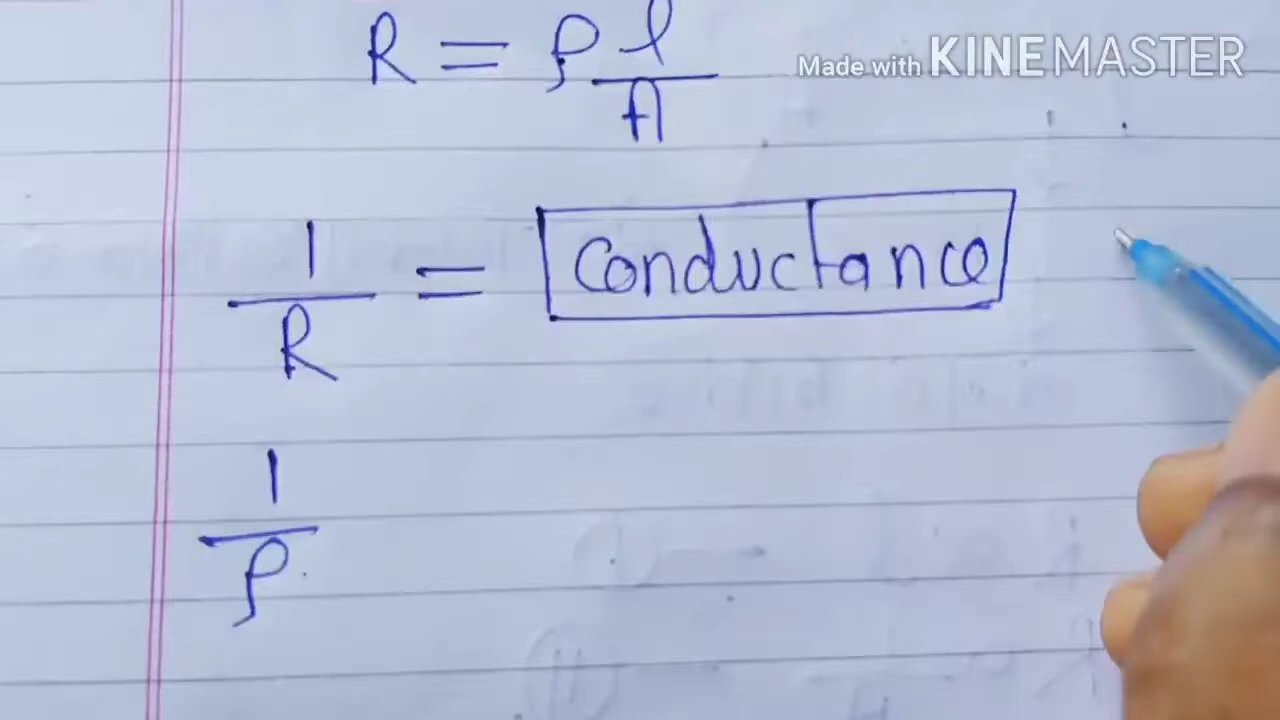 Made with KINEMASTER
R = ρ l/A
1/R = Conductance
1/ρ